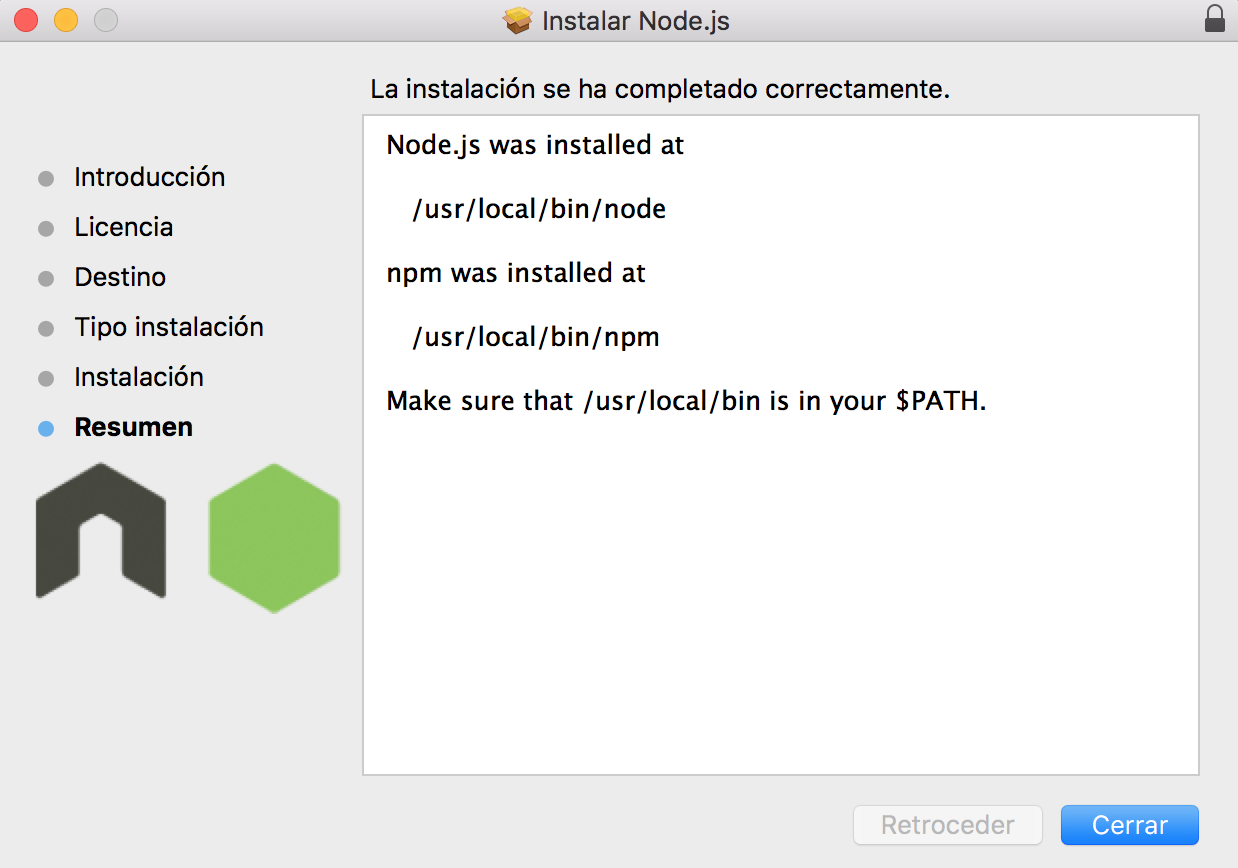 Instalar Node.js
La instalación se ha completado correctamente.
Introducción
Licencia
Destino
Tipo instalación
Instalación
Resumen
Node.js was installed at
/usr/local/bin/node
npm was installed at
/usr/local/bin/npm
Make sure that /usr/local/bin is in your $PATH.
Retroceder
Cerrar